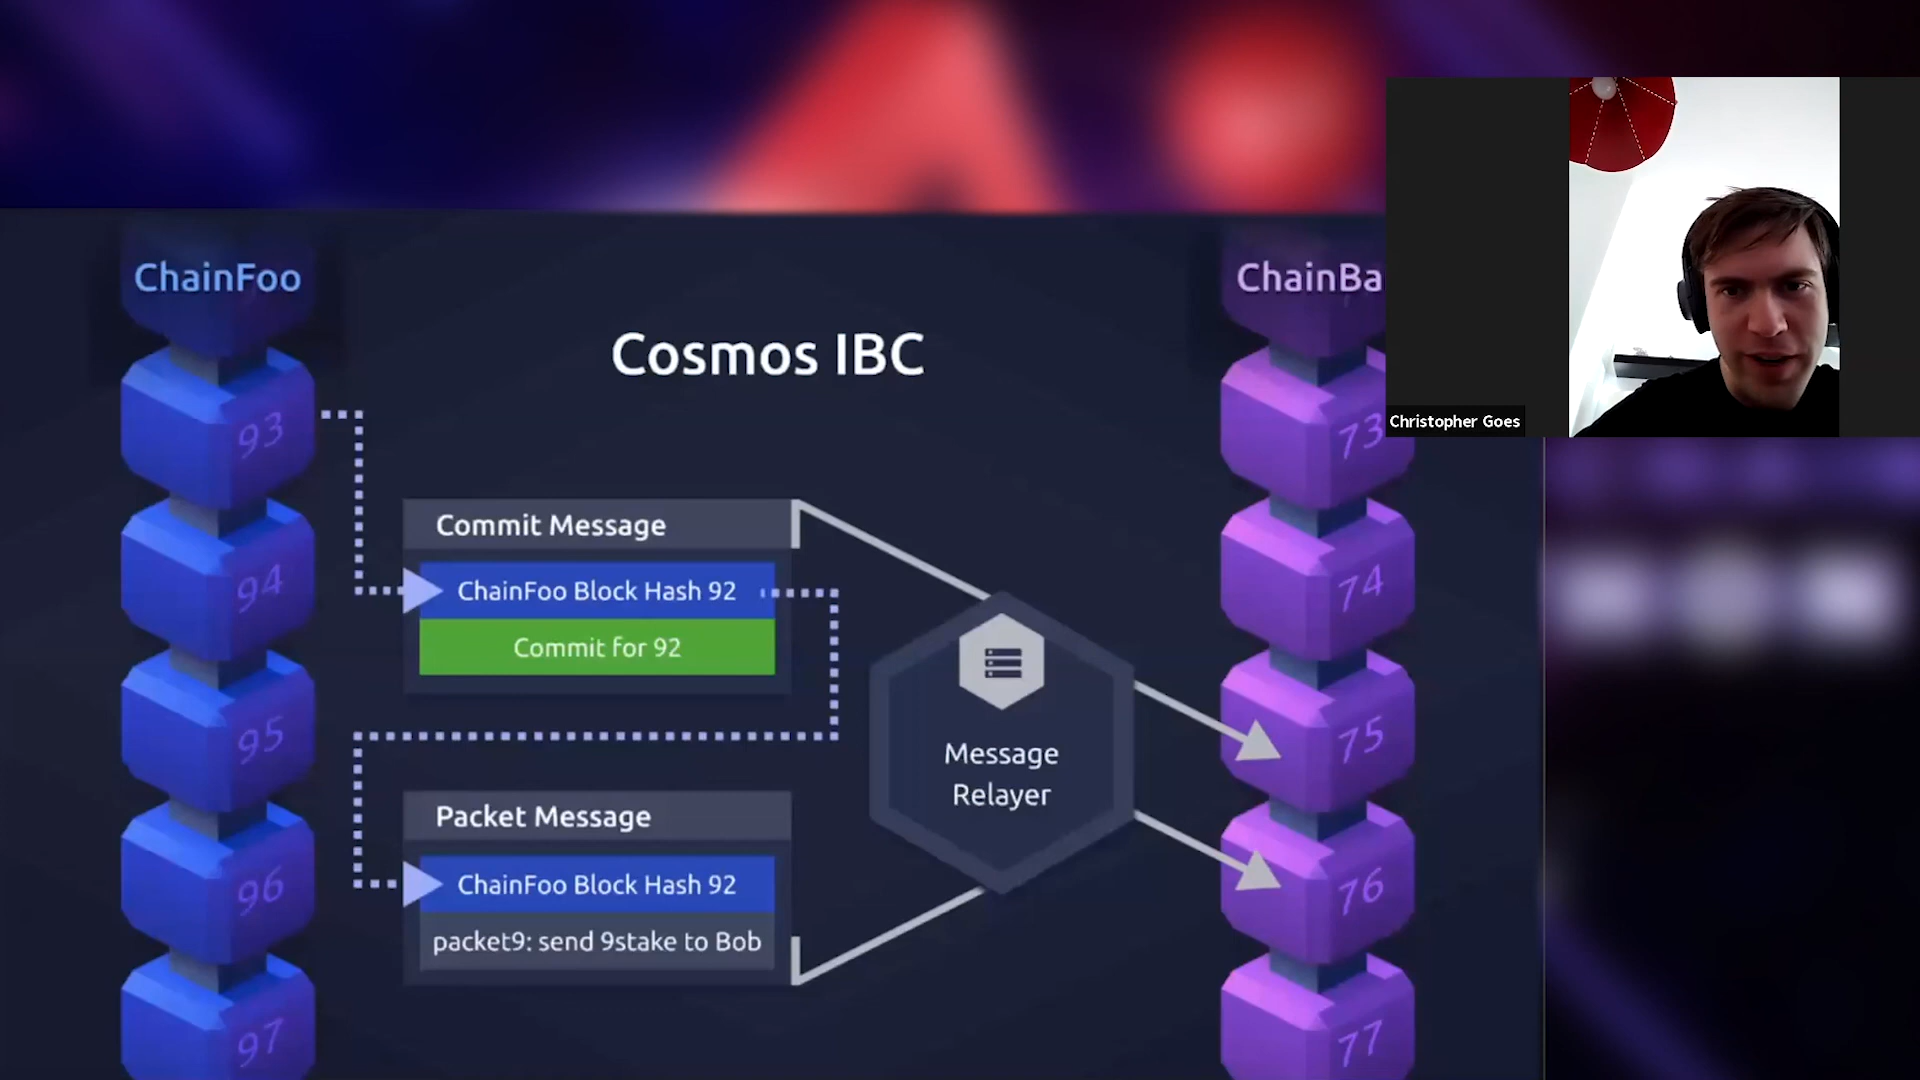 ChainFoo
ChainBa
Cosmos IBC
Christopher Goes
93
94
95
96
97
Commit Message
ChainFoo Block Hash 92
Commit for 92
Packet Message
ChainFoo Block Hash 92
packet9: send 9stake to Bob
Message
Relayer
73
74
75
76
77